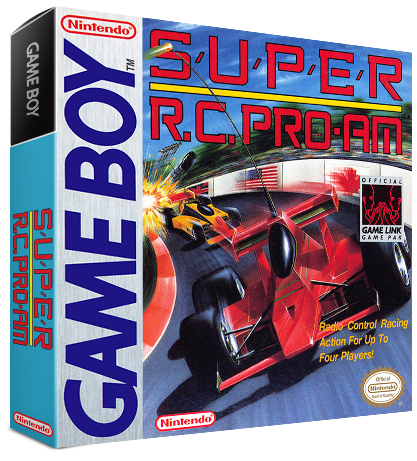 GAME BOY
S·U·P·E·R
R.C. PRO-AM
Nintendo
Nintendo
GAME BOY
TM
S·U·P·E·R
R.C. PRO-AM
OFFICIAL
GAME LINK
GAME PAK
Radio Control Racing
Action For Up To
Four Players!
Official
Nintendo
Seal of Quality
Nintendo